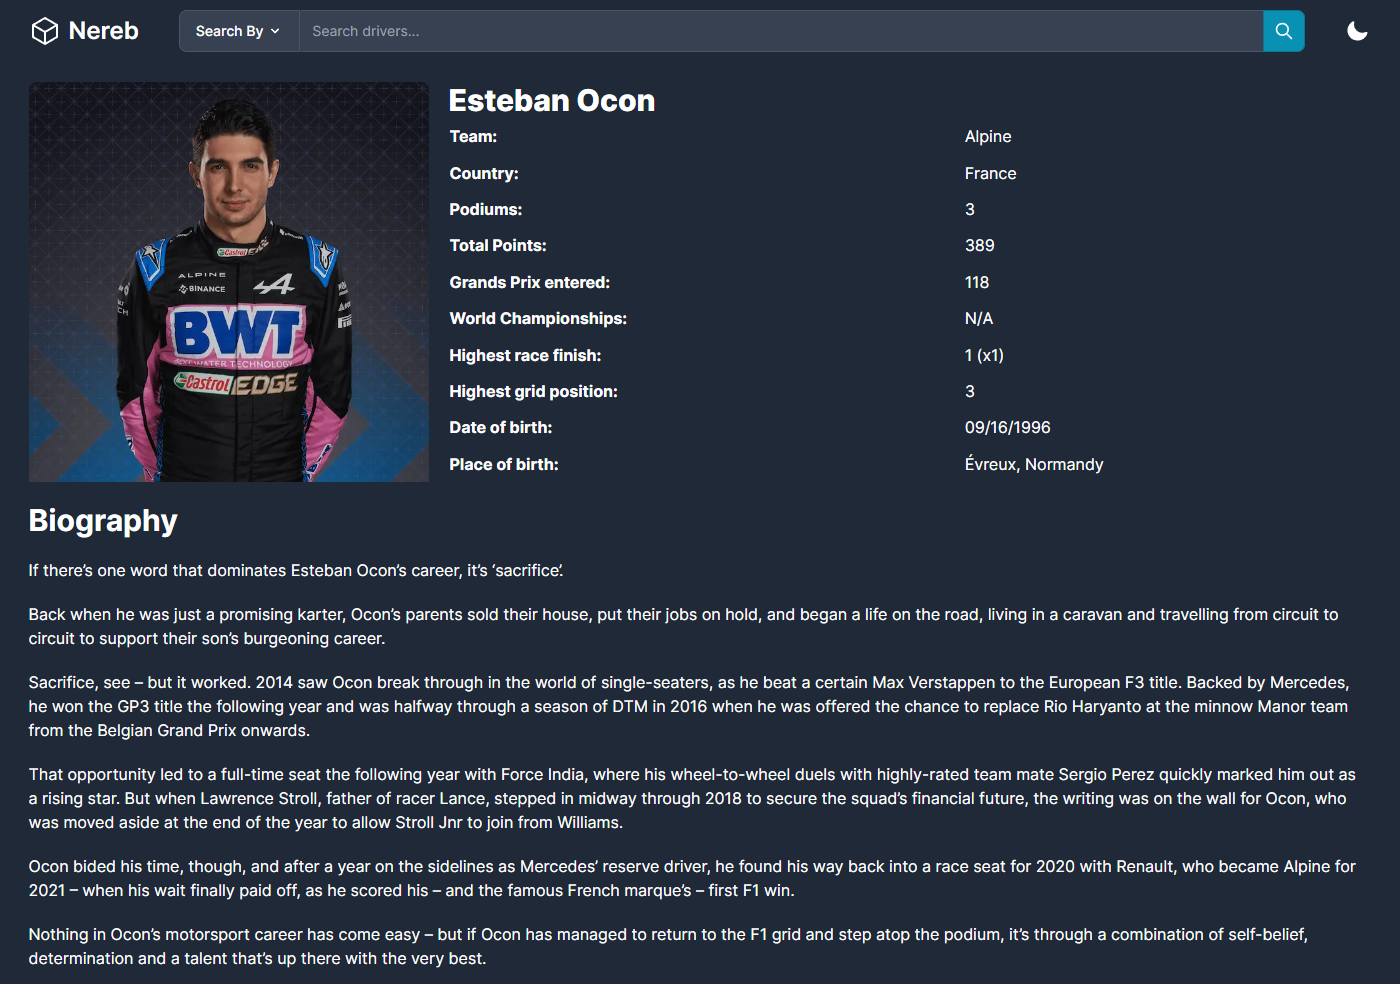 Nereb
Search By
Search drivers...
Esteban Ocon
Team: Alpine
Country: France
Podiums: 3
Total Points: 389
Grands Prix entered: 118
World Championships: N/A
Highest race finish: 1 (x1)
Highest grid position: 3
Date of birth: 09/16/1996
Place of birth: Évreux, Normandy
Castrol EDGE
ALPINE
BINANCE
BWT
BEST WATER TECHNOLOGY
Castrol EDGE
Biography
If there’s one word that dominates Esteban Ocon’s career, it’s ‘sacrifice’.
Back when he was just a promising karter, Ocon’s parents sold their house, put their jobs on hold, and began a life on the road, living in a caravan and travelling from circuit to
circuit to support their son’s burgeoning career.
Sacrifice, see – but it worked. 2014 saw Ocon break through in the world of single-seaters, as he beat a certain Max Verstappen to the European F3 title. Backed by Mercedes,
he won the GP3 title the following year and was halfway through a season of DTM in 2016 when he was offered the chance to replace Rio Haryanto at the minnow Manor team
from the Belgian Grand Prix onwards.
That opportunity led to a full-time seat the following year with Force India, where his wheel-to-wheel duels with highly-rated team mate Sergio Perez quickly marked him out as
a rising star. But when Lawrence Stroll, father of racer Lance, stepped in midway through 2018 to secure the squad’s financial future, the writing was on the wall for Ocon, who
was moved aside at the end of the year to allow Stroll Jnr to join from Williams.
Ocon bided his time, though, and after a year on the sidelines as Mercedes’ reserve driver, he found his way back into a race seat for 2020 with Renault, who became Alpine for
2021 – when his wait finally paid off, as he scored his – and the famous French marque’s – first F1 win.
Nothing in Ocon’s motorsport career has come easy – but if Ocon has managed to return to the F1 grid and step atop the podium, it’s through a combination of self-belief,
determination and a talent that’s up there with the very best.